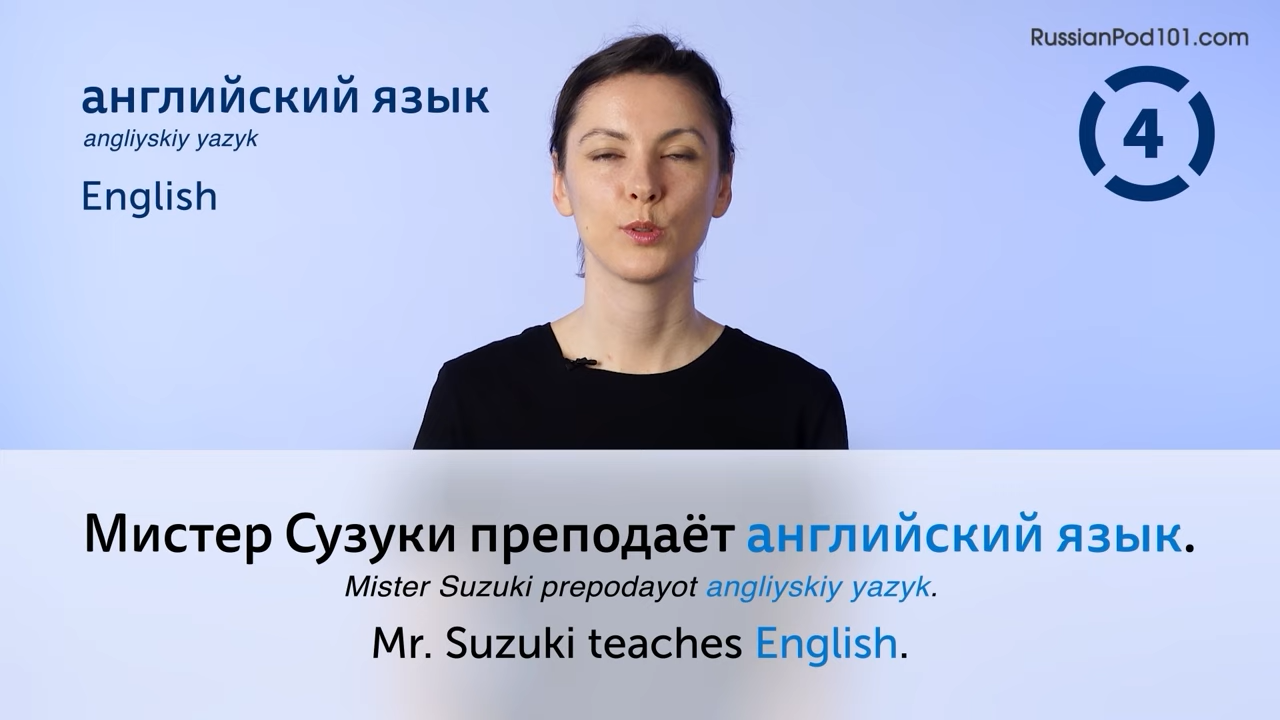 RussianPod101.com
английский язык
angliyskiy yazyk
English
4
Мистер Сузуки преподаёт английский язык.
Mister Suzuki prepodayot angliyskiy yazyk.
Mr. Suzuki teaches English.